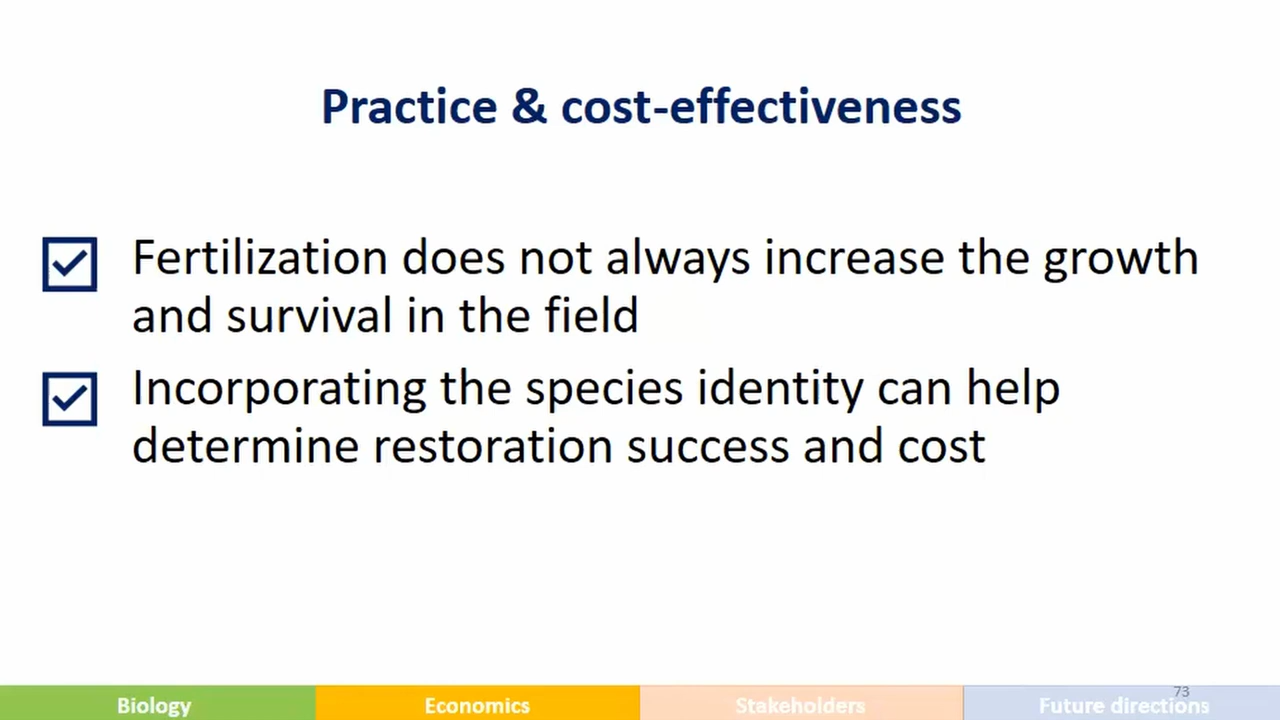 Practice & cost-effectiveness
Fertilization does not always increase the growth
and survival in the field
Incorporating the species identity can help
determine restoration success and cost
73
Biology
Economics
Stakeholders
Future directions